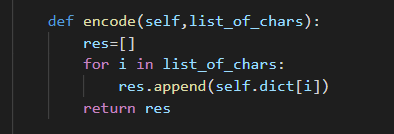 def encode(self,list_of_chars):
    res=[]
    for i in list_of_chars:
        res.append(self.dict[i])
    return res